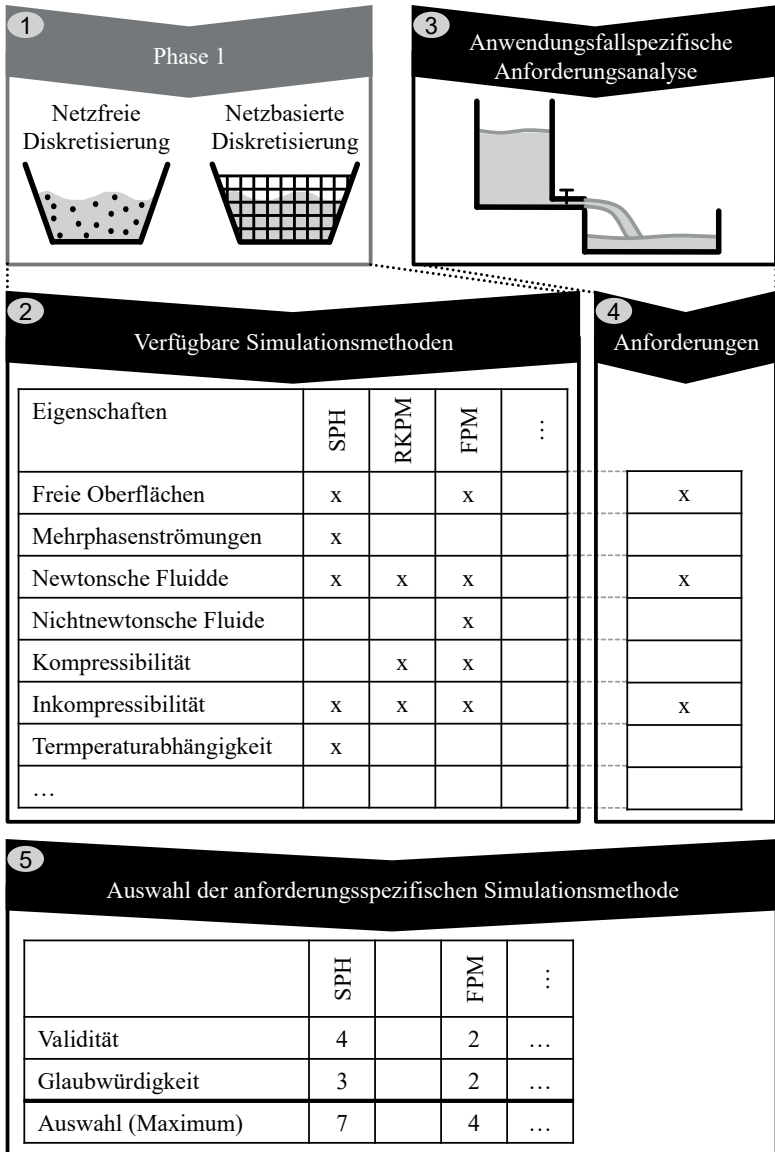 1
Phase 1
Netzfreie
Diskretisierung
Netzbasierte
Diskretisierung
3
Anwendungsfallspezifische
Anforderungsanalyse
2
Verfügbare Simulationsmethoden
4
Anforderungen
Eigenschaften SPH RKPM FPM ...
Freie Oberflächen x x x
Mehrphasenströmungen x
Newtonsche Fluidde x x x x
Nichtnewtonsche Fluide x
Kompressibilität x x
Inkompressibilität x x x x
Termperaturabhängigkeit x
...
5
Auswahl der anforderungsspezifischen Simulationsmethode
SPH FPM ...
Validität 4 2 ...
Glaubwürdigkeit 3 2 ...
Auswahl (Maximum) 7 4 ...